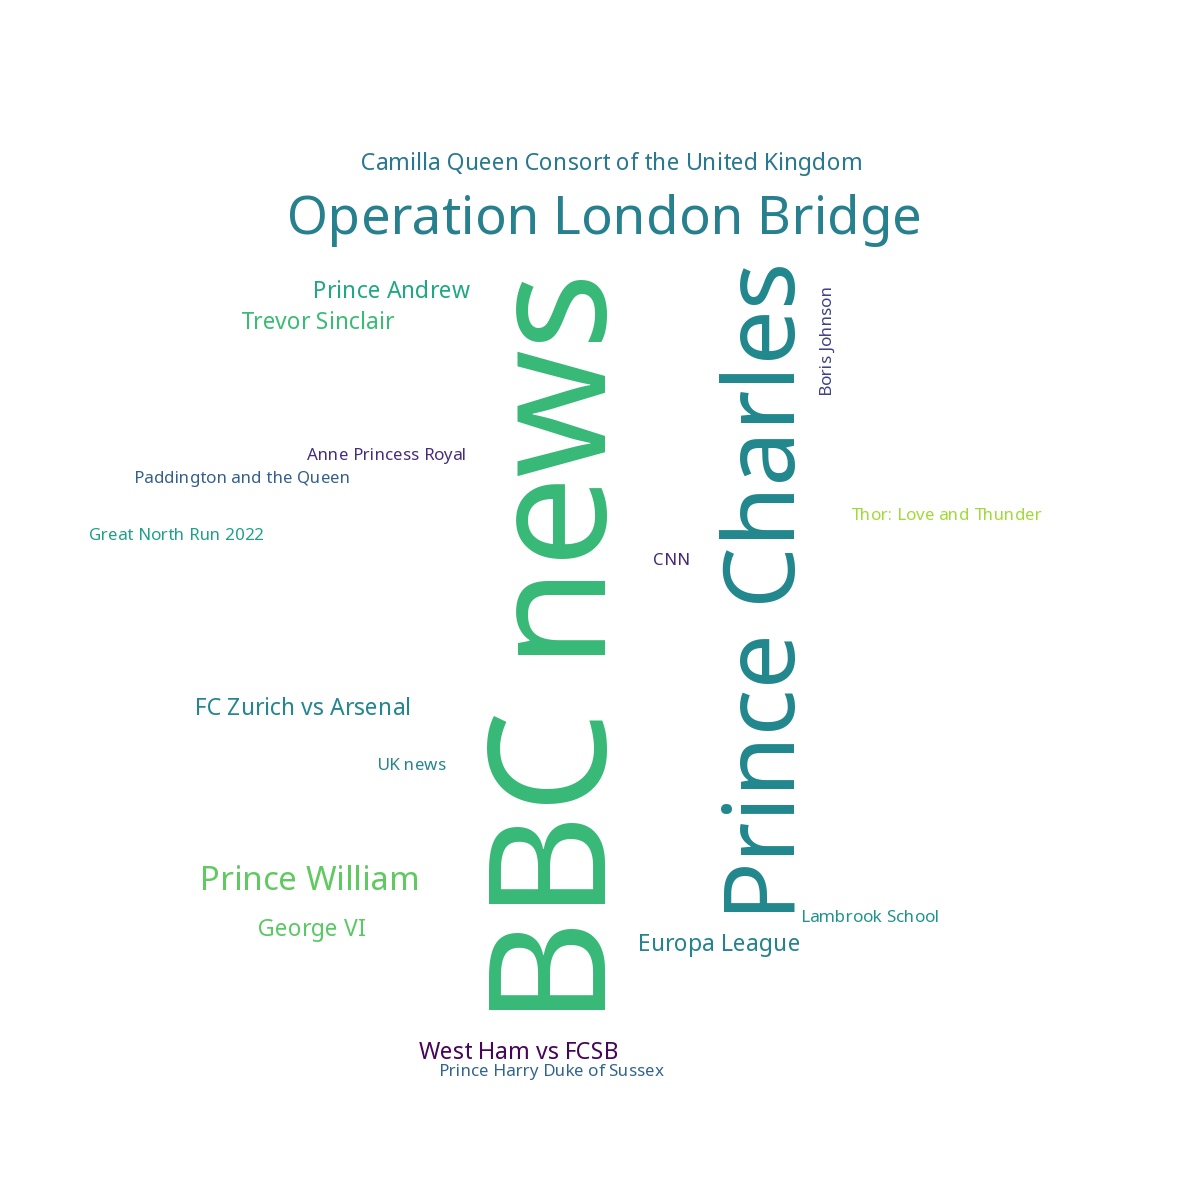 Camilla Queen Consort of the United Kingdom
Operation London Bridge
Prince Andrew
Trevor Sinclair
BBC news
Prince Charles
Boris Johnson
Anne Princess Royal
Paddington and the Queen
Great North Run 2022
Thor: Love and Thunder
CNN
FC Zurich vs Arsenal
UK news
Prince William
George VI
Lambrook School
Europa League
West Ham vs FCSB
Prince Harry Duke of Sussex